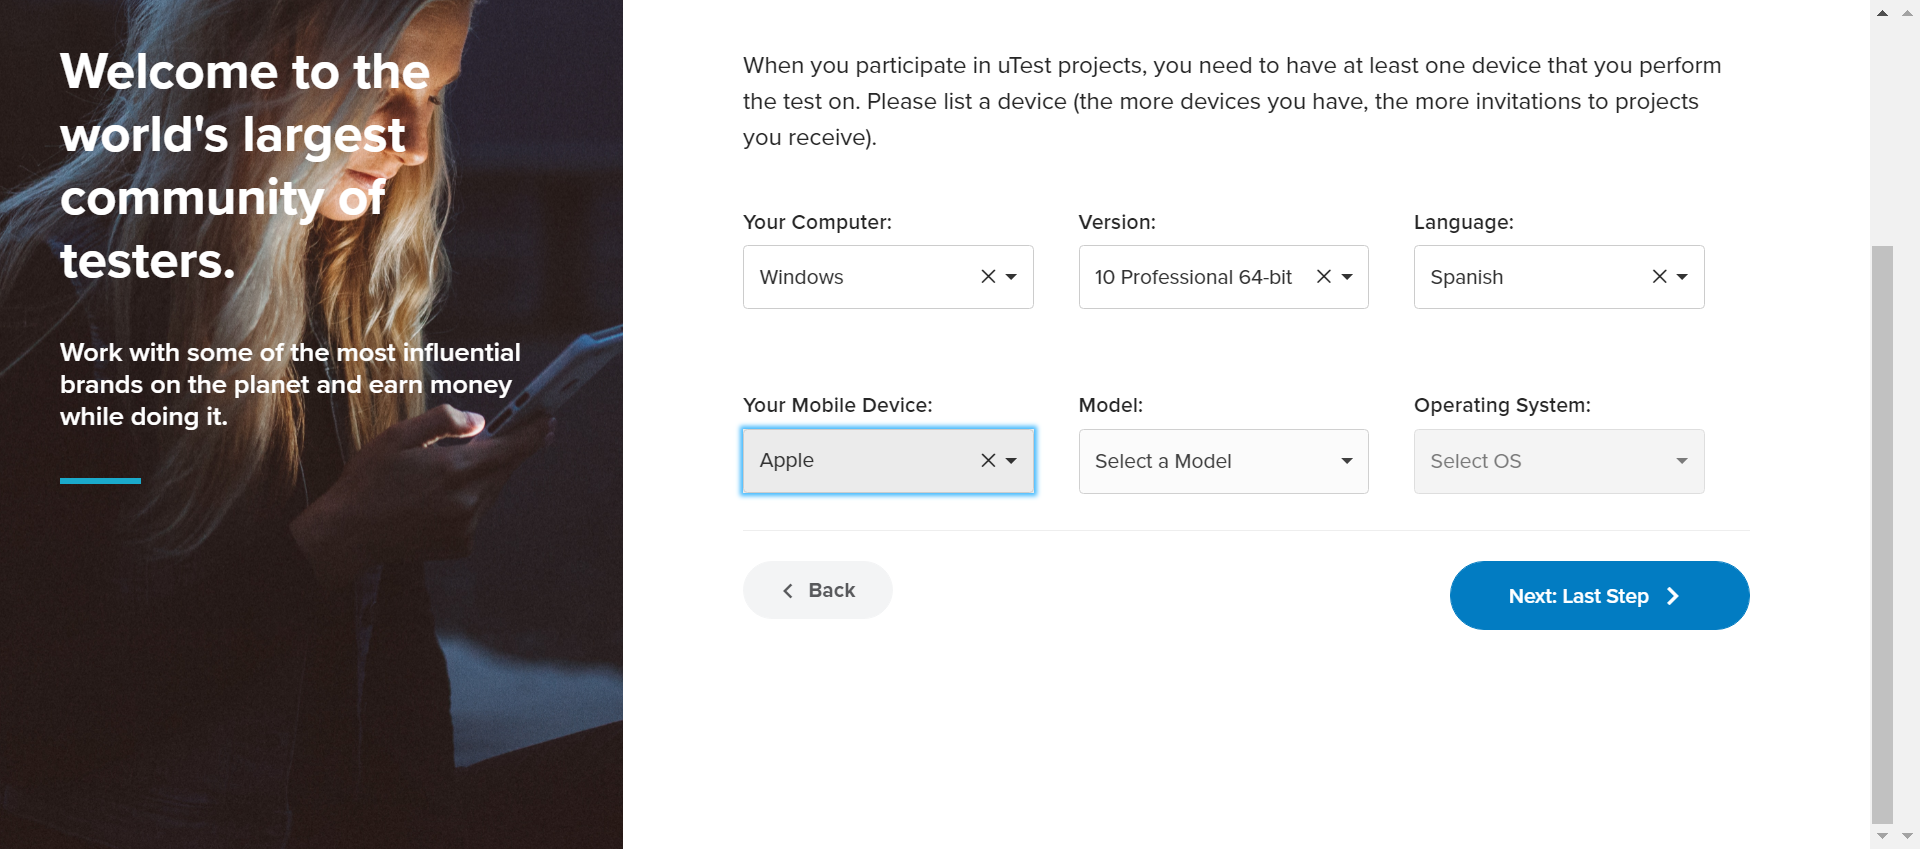 Welcome to the
world's largest
community of
testers.
Work with some of the most influential
brands on the planet and earn money
while doing it.
When you participate in uTest projects, you need to have at least one device that you perform
the test on. Please list a device (the more devices you have, the more invitations to projects
you receive).
Your Computer: Version: Language:
Windows 10 Professional 64-bit Spanish
Your Mobile Device: Model: Operating System:
Apple Select a Model Select OS
Back Next: Last Step